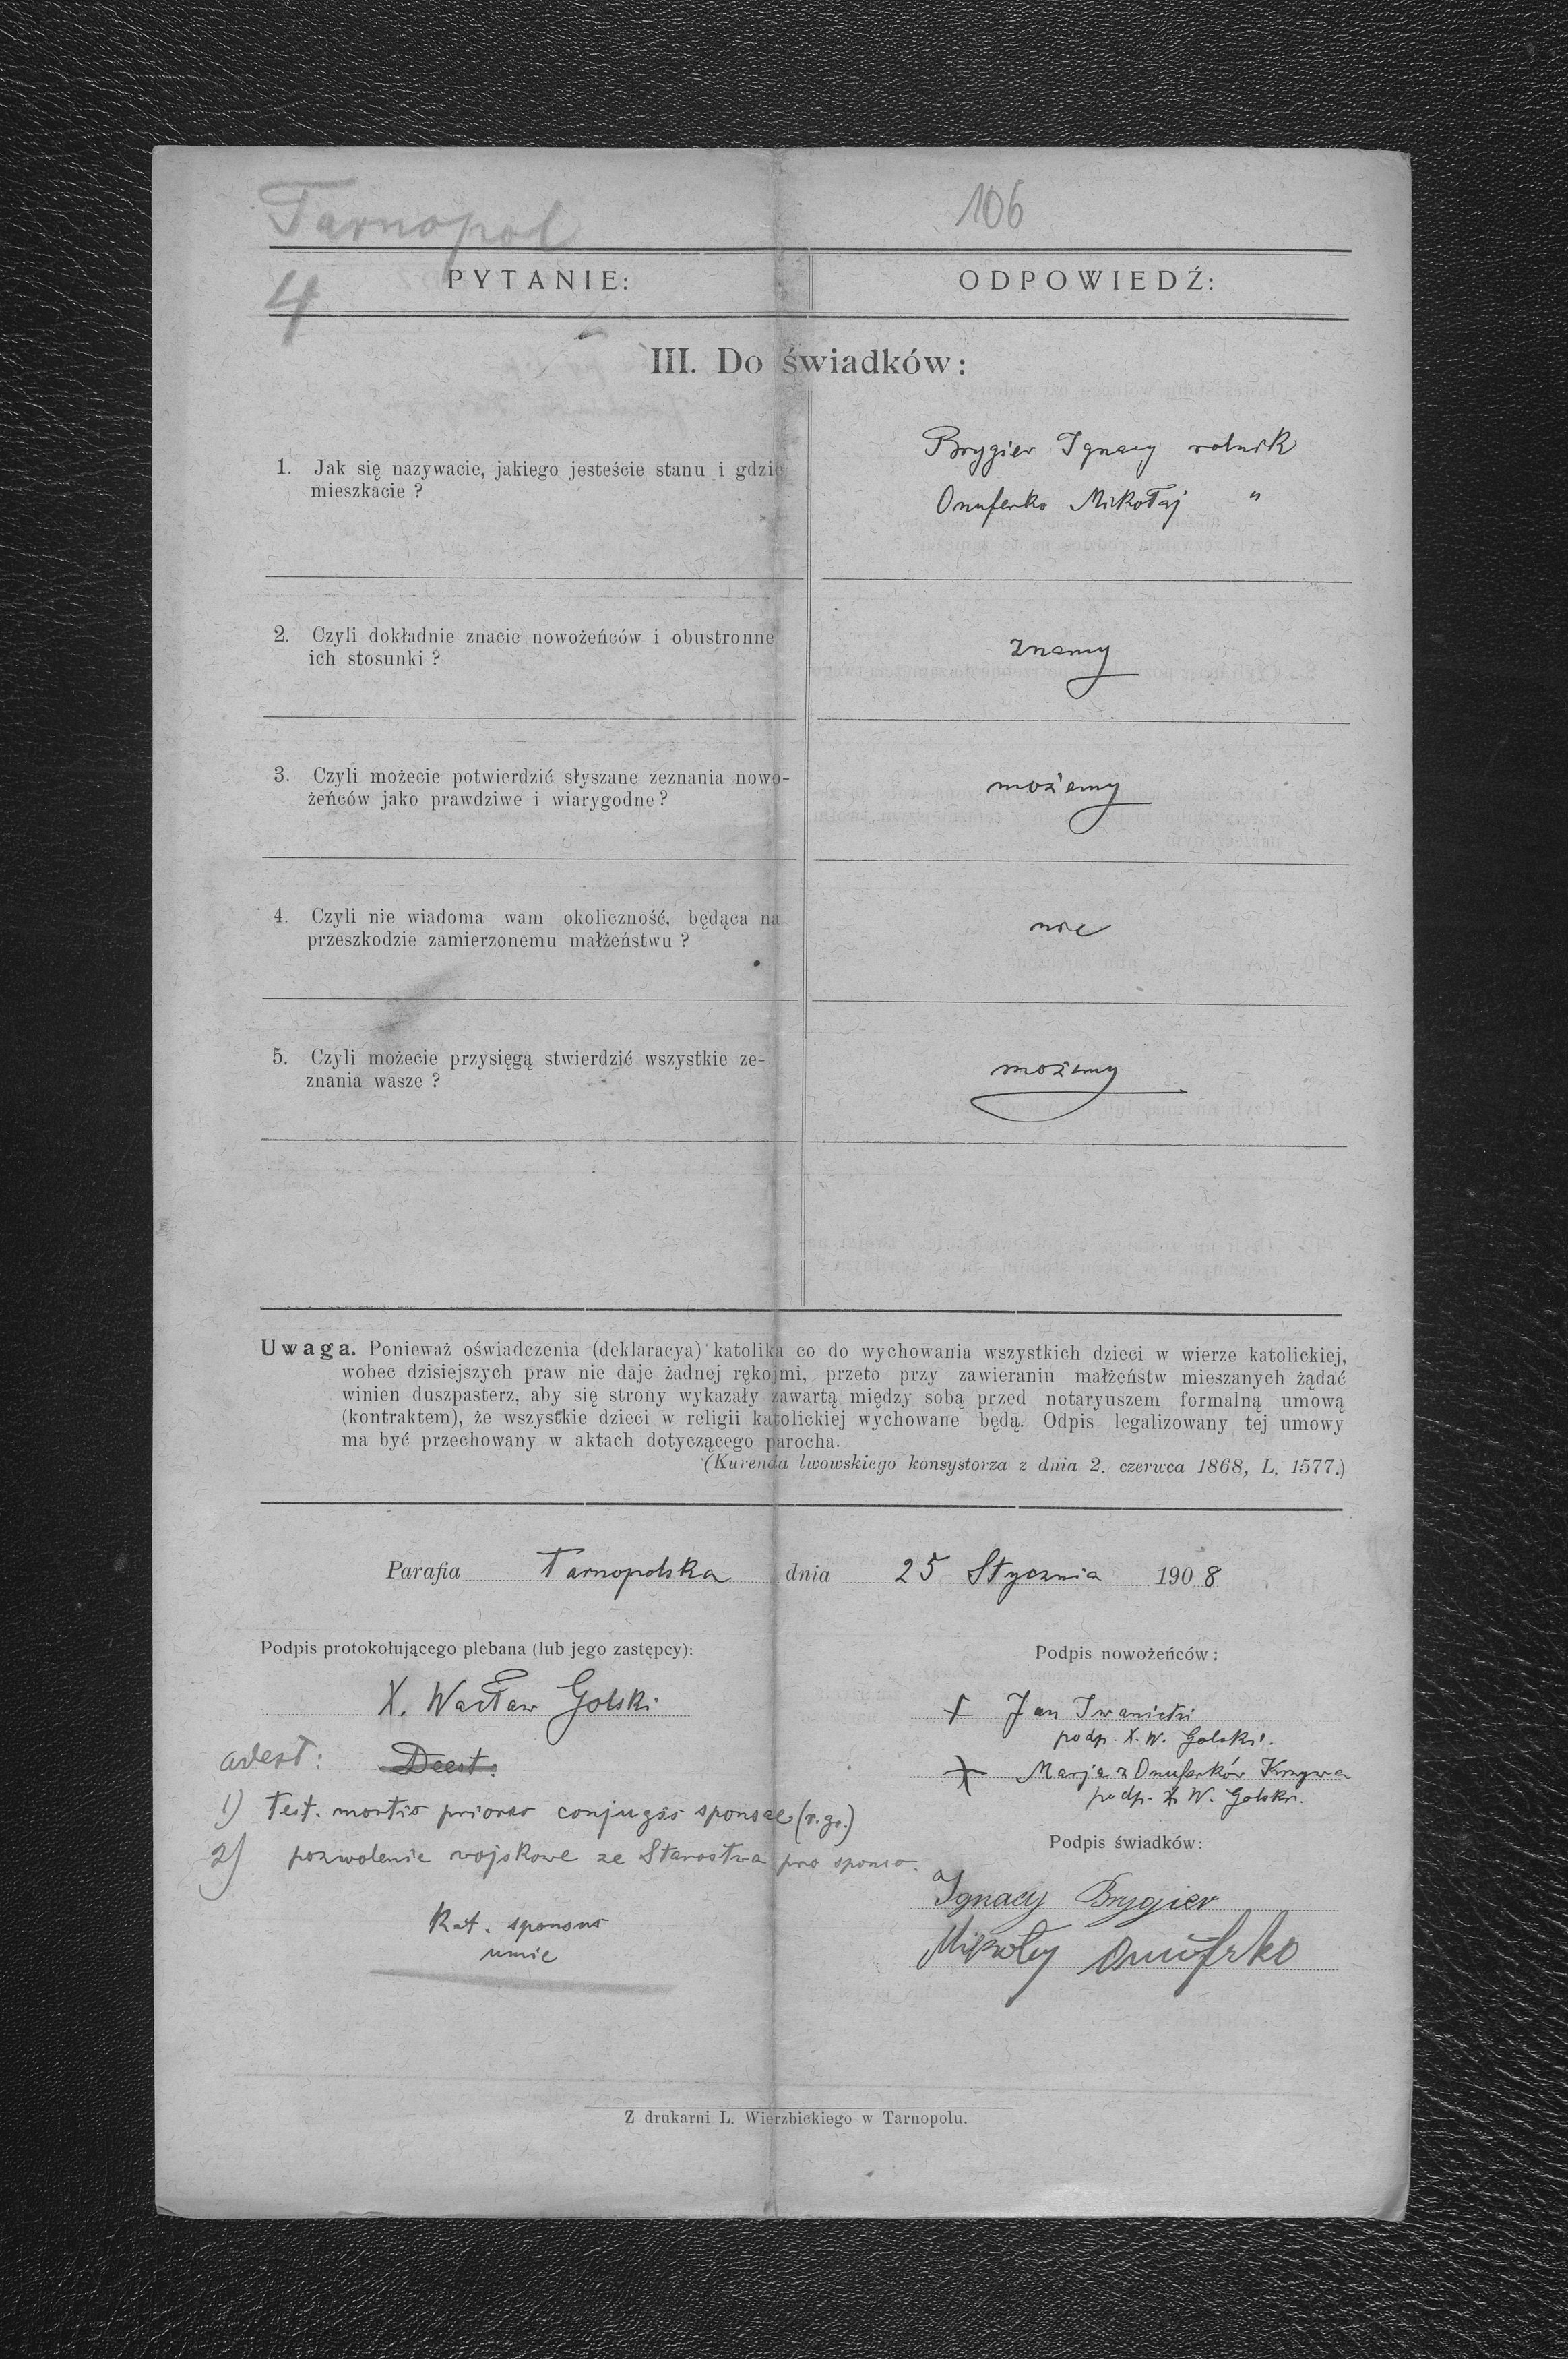 Tarnopol
106
4
PYTANIE:
ODPOWIEDŹ:
III. Do świadków:
1. Jak się nazywacie, jakiego jesteście stanu i gdzie
mieszkacie ?
Brygier Ignacy rolnik
Onuferko Mikołaj "
2. Czyli dokładnie znacie nowożeńców i obustronne
ich stosunki ?
znamy
3. Czyli możecie potwierdzić słyszane zeznania nowo-
żeńców jako prawdziwe i wiarygodne ?
możemy
4. Czyli nie wiadoma wam okoliczność, będąca na
przeszkodzie zamierzonemu małżeństwu ?
nie
5. Czyli możecie przysięgą stwierdzić wszystkie ze-
znania wasze ?
możemy
Uwaga. Ponieważ oświadczenia (deklaracya) katolika co do wychowania wszystkich dzieci w wierze katolickiej,
wobec dzisiejszych praw nie daje żadnej rękojmi, przeto przy zawieraniu małżeństw mieszanych żądać
winien duszpasterz, aby się strony wykazały zawartą między sobą przed notaryuszem formalną umową
(kontraktem), że wszystkie dzieci w religii katolickiej wychowane będą. Odpis legalizowany tej umowy
ma być przechowany w aktach dotyczącego parocha.
(Kurenda lwowskiego konsystorza z dnia 2. czerwca 1868, L. 1577.)
Parafia Tarnopolska dnia 25 Stycznia 1908
Podpis protokołującego plebana (lub jego zastępcy):
X. Wacław Golski
adest: Deest:
1) Test. mortis prioris conjugis sponsae (r. gr.)
2) pozwolenie wojskowe ze Starostwa pro sponso.
Kat. sponsus
umie
Podpis nowożeńców :
+ Jan Iwanicki
podp. X. W. Golski.
+ Marja z Onuferków Krzywa
podp. X. W. Golski.
Podpis świadków:
Ignacy Brygier
Mikołaj Onufrko
Z drukarni L. Wierzbickiego w Tarnopolu.